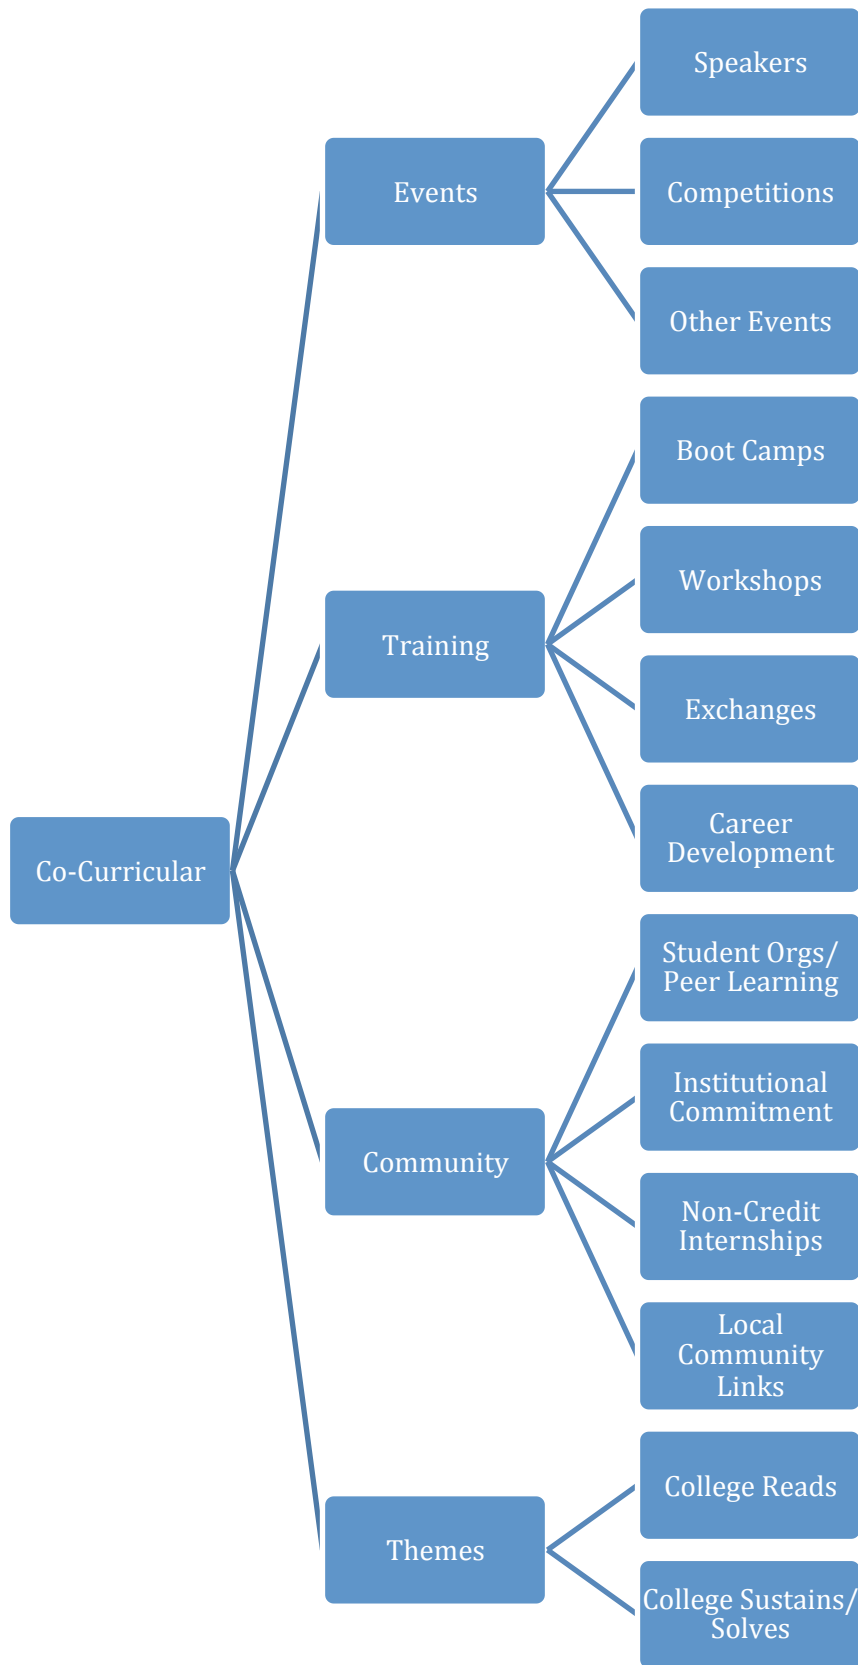 Co-Curricular
Events
Speakers
Competitions
Other Events
Training
Boot Camps
Workshops
Exchanges
Career
Development
Community
Student Orgs/
Peer Learning
Institutional
Commitment
Non-Credit
Internships
Local
Community
Links
Themes
College Reads
College Sustains/
Solves